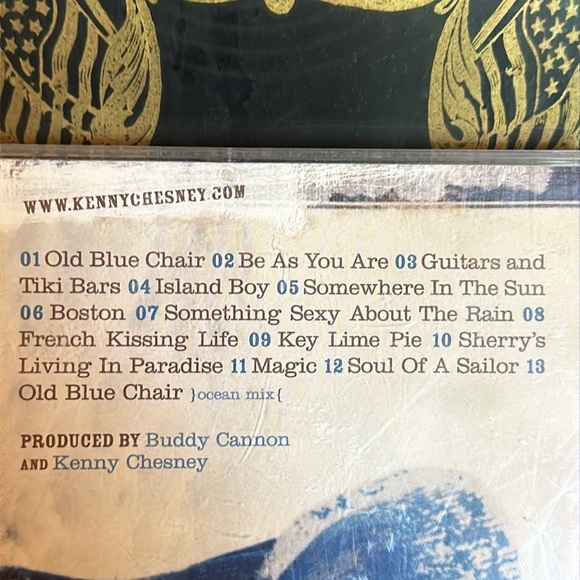 WWW.KENNYCHESNEY.COM
01 Old Blue Chair 02 Be As You Are 03 Guitars and
Tiki Bars 04 Island Boy 05 Somewhere In The Sun
06 Boston 07 Something Sexy About The Rain 08
French Kissing Life 09 Key Lime Pie 10 Sherry's
Living In Paradise 11 Magic 12 Soul Of A Sailor 13
Old Blue Chair }ocean mix{
PRODUCED BY Buddy Cannon
AND Kenny Chesney